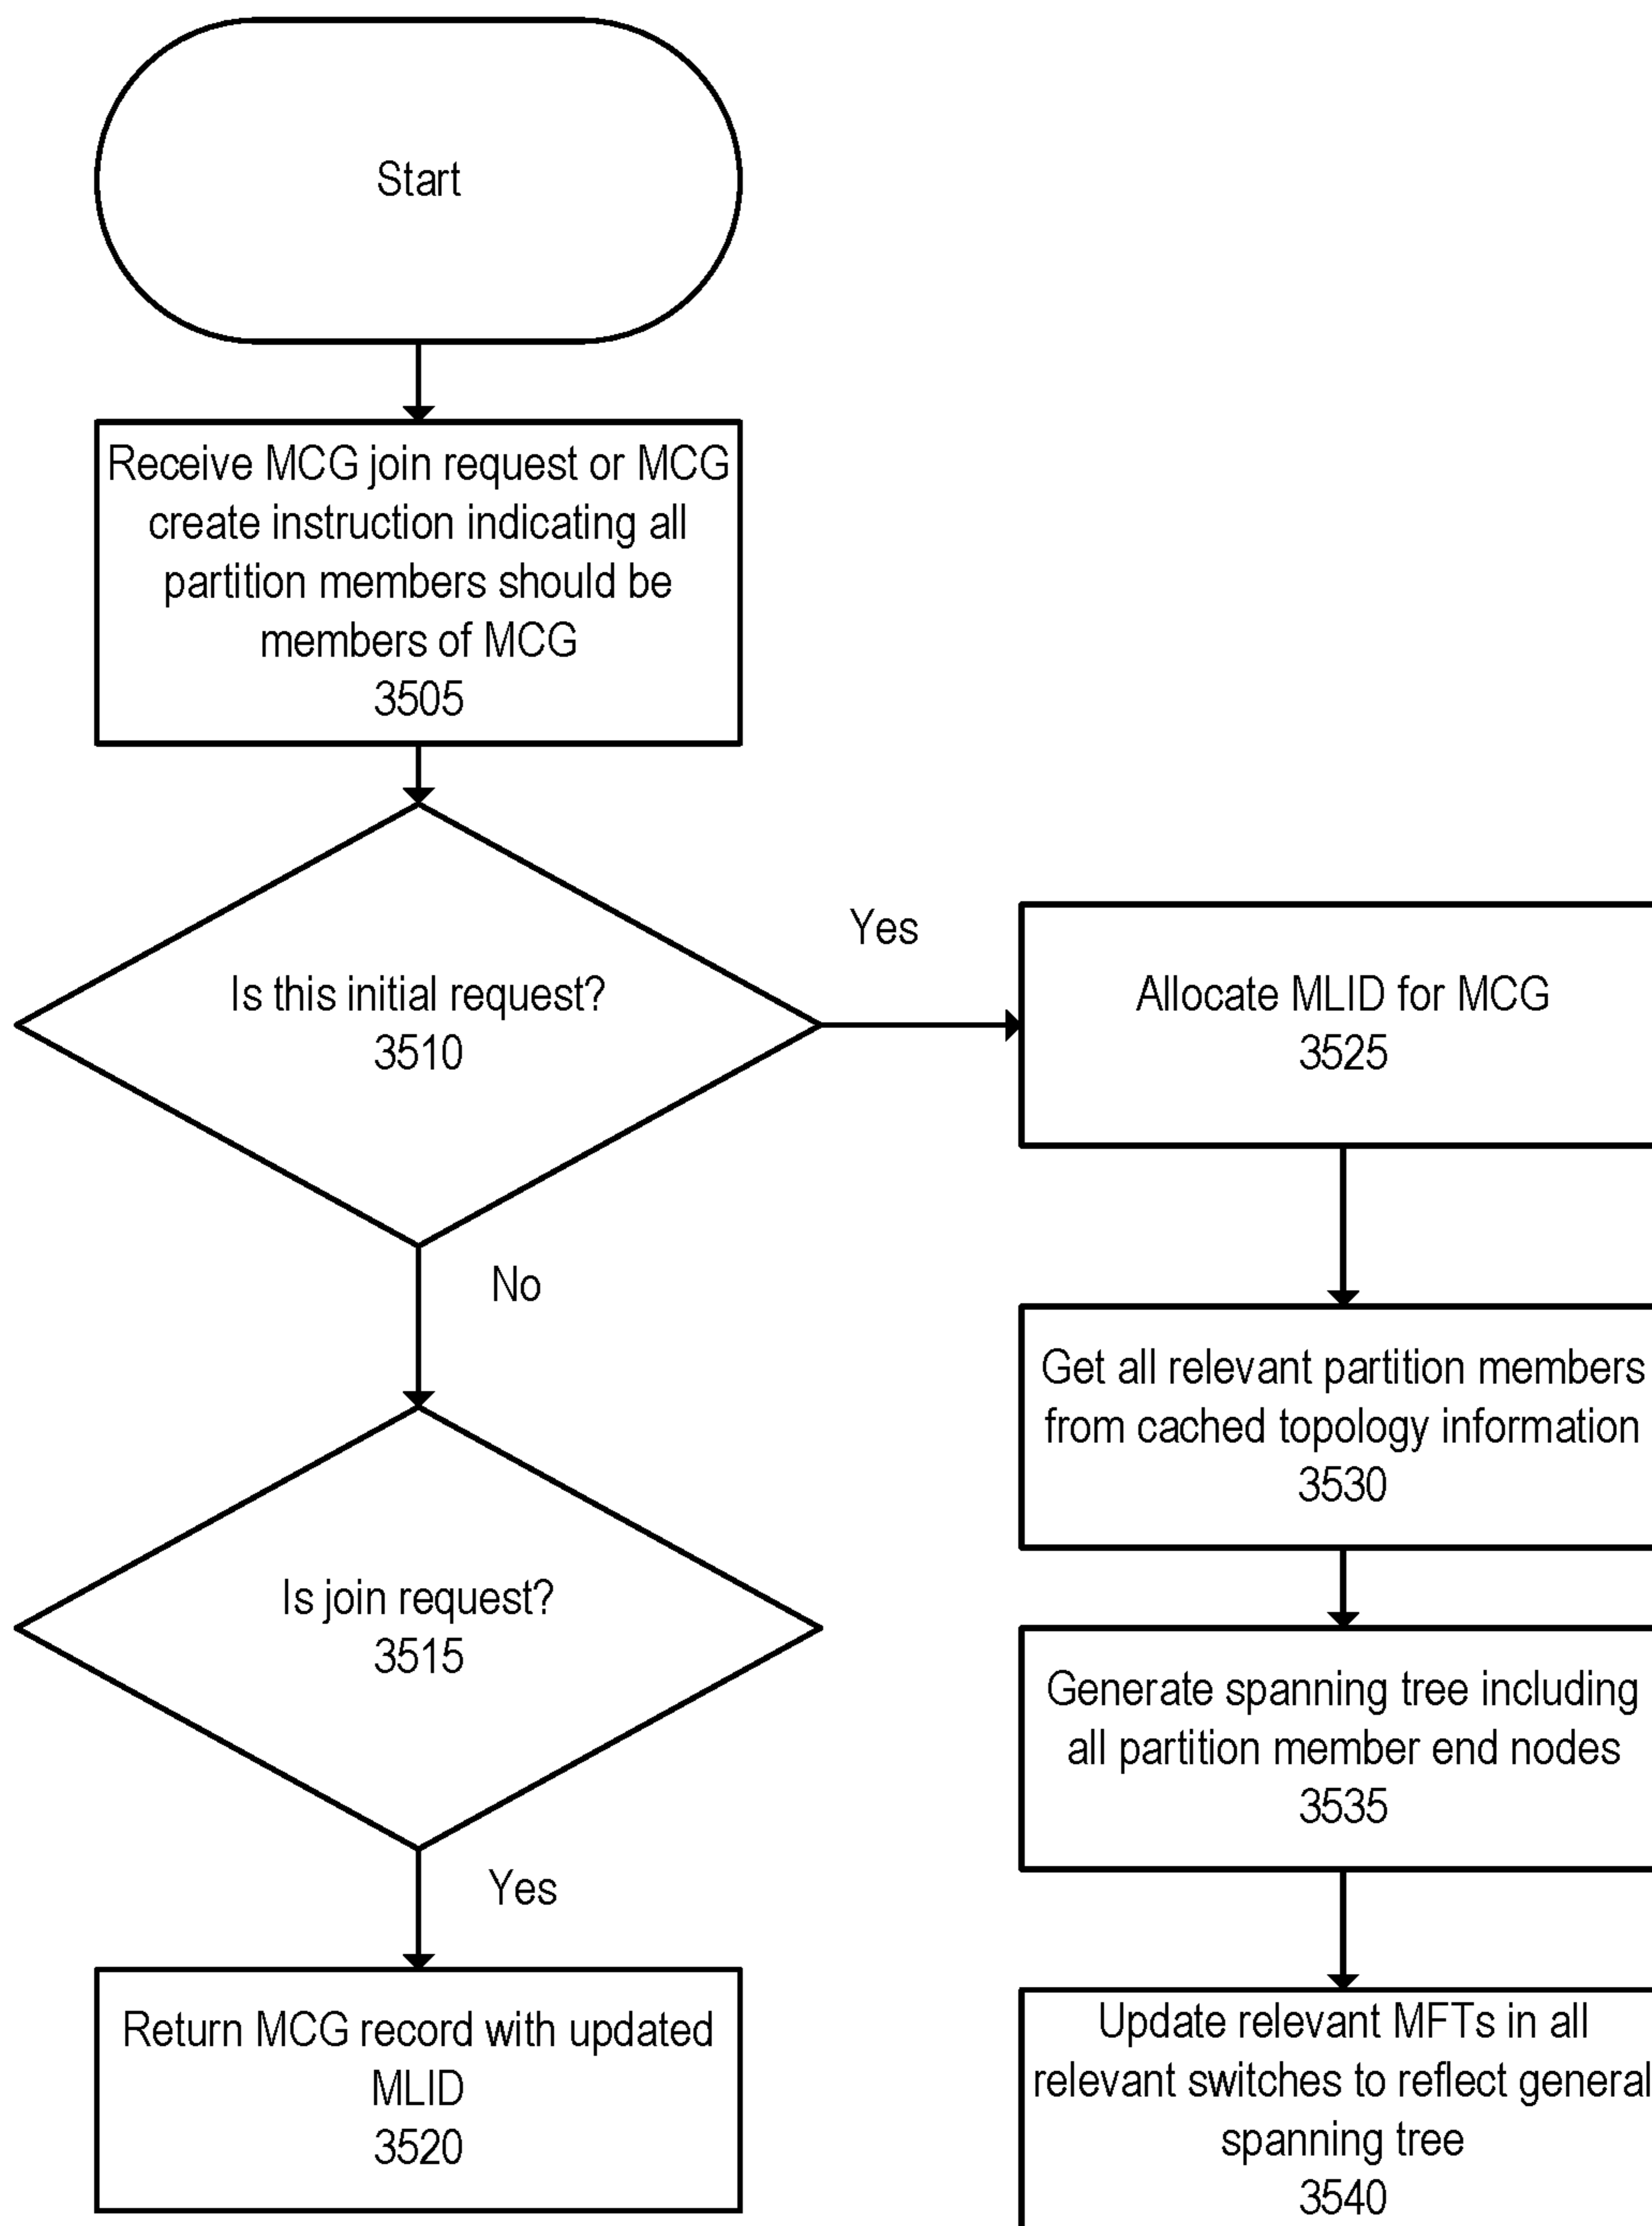 Start
Receive MCG join request or MCG
create instruction indicating all
partition members should be
members of MCG
3505
Is this initial request?
3510
Yes
No
Allocate MLID for MCG
3525
Get all relevant partition members
from cached topology information
3530
Is join request?
3515
Generate spanning tree including
all partition member end nodes
3535
Yes
Return MCG record with updated
MLID
3520
Update relevant MFTs in all
relevant switches to reflect general
spanning tree
3540